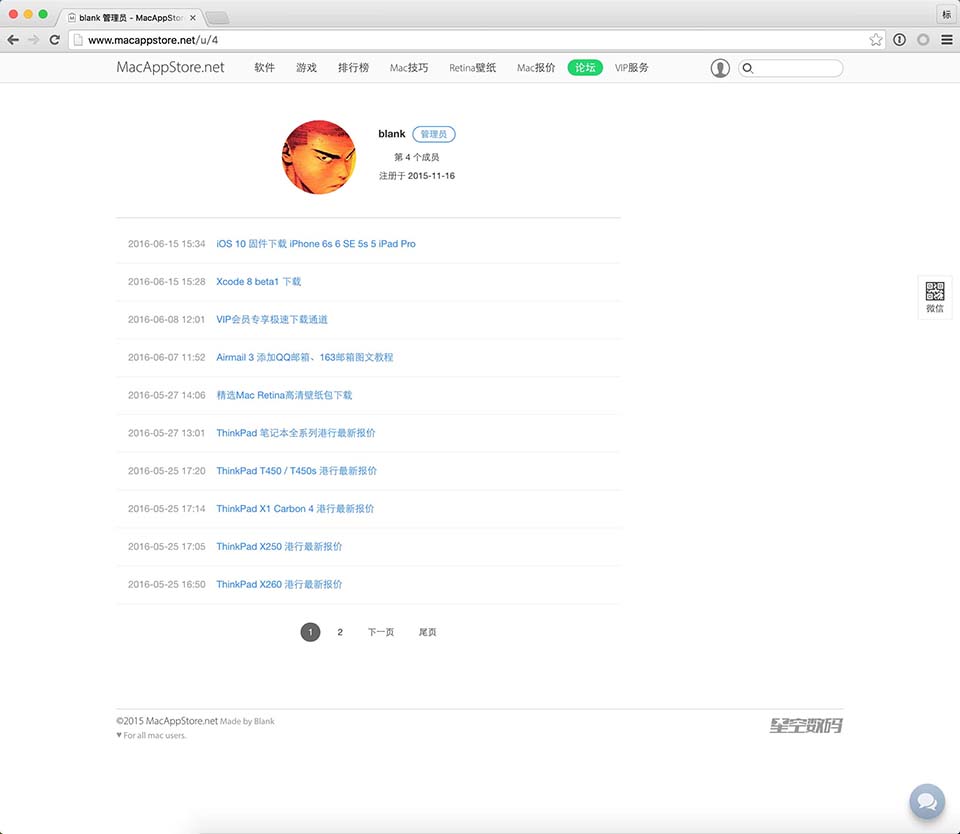 blank 管理员 - MacAppStor
标
www.macappstore.net/u/4
MacAppStore.net 软件 游戏 排行榜 Mac技巧 Retina壁纸 Mac报价 论坛 VIP服务
blank 管理员
第 4 个成员
注册于 2015-11-16
2016-06-15 15:34 iOS 10 固件下载 iPhone 6s 6 SE 5s 5 iPad Pro
2016-06-15 15:28 Xcode 8 beta1 下载
微信
2016-06-08 12:01 VIP会员专享极速下载通道
2016-06-07 11:52 Airmail 3 添加QQ邮箱、163邮箱图文教程
2016-05-27 14:06 精选Mac Retina高清壁纸包下载
2016-05-27 13:01 ThinkPad 笔记本全系列港行最新报价
2016-05-25 17:20 ThinkPad T450 / T450s 港行最新报价
2016-05-25 17:14 ThinkPad X1 Carbon 4 港行最新报价
2016-05-25 17:05 ThinkPad X250 港行最新报价
2016-05-25 16:50 ThinkPad X260 港行最新报价
1 2 下一页 尾页
©2015 MacAppStore.net Made by Blank
♥ For all mac users.
星空数码